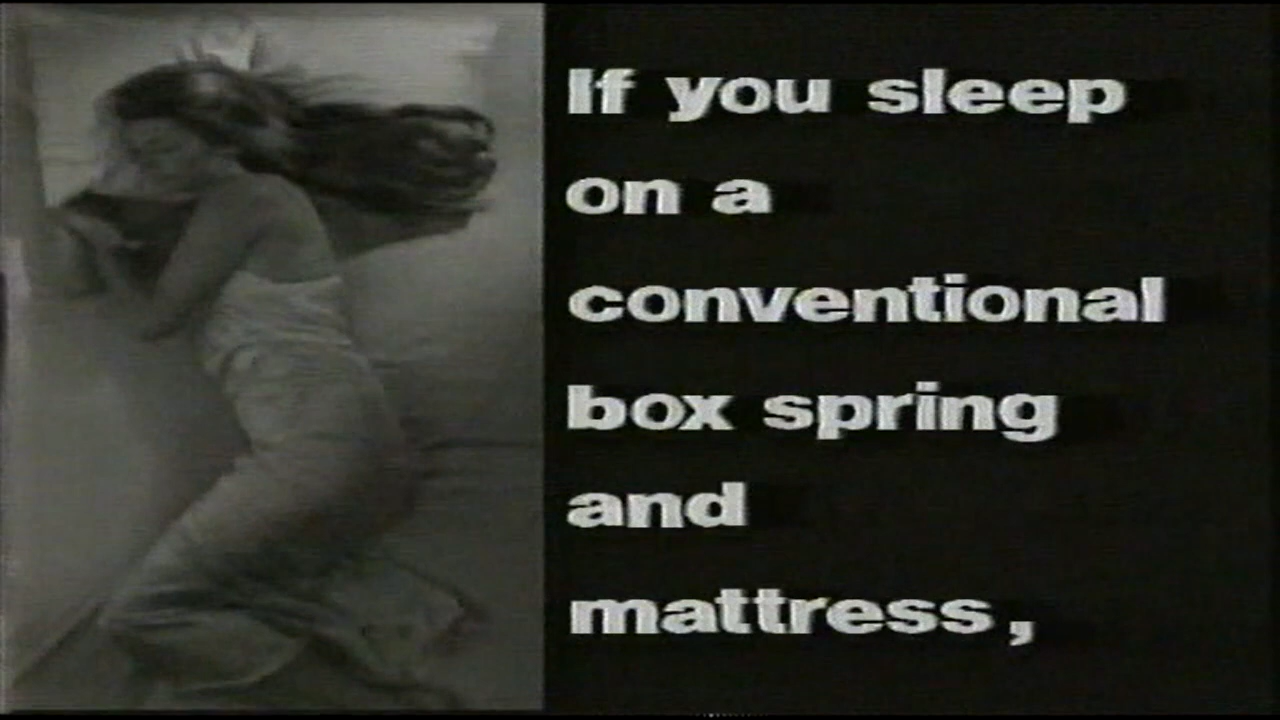 If you sleep
on a
conventional
box spring
and
mattress,